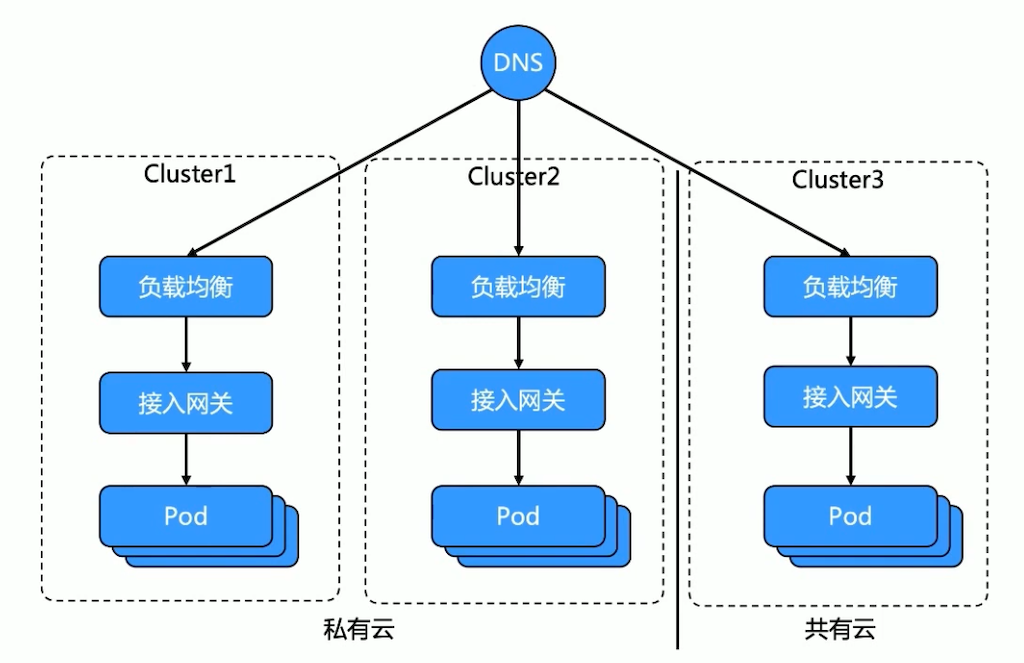 DNS
Cluster1
Cluster2
Cluster3
负载均衡
负载均衡
负载均衡
接入网关
接入网关
接入网关
Pod
Pod
Pod
私有云
共有云